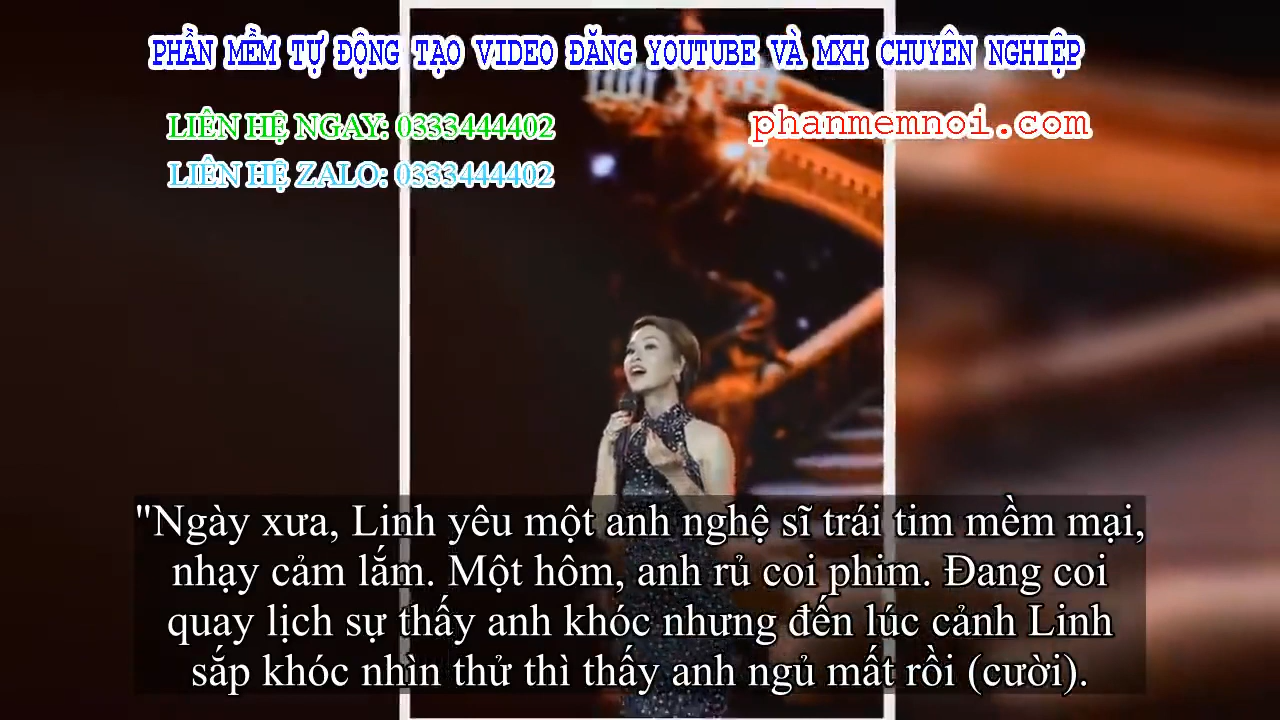 PHẦN MỀM TỰ ĐỘNG TẠO VIDEO ĐĂNG YOUTUBE VÀ MXH CHUYÊN NGHIỆP
LIÊN HỆ NGAY: 0333444402
phanmemnoi.com
LIÊN HỆ ZALO: 0333444402
"Ngày xưa, Linh yêu một anh nghệ sĩ trái tim mềm mại,
nhạy cảm lắm. Một hôm, anh rủ coi phim. Đang coi
quay lịch sự thấy anh khóc nhưng đến lúc cảnh Linh
sắp khóc nhìn thử thì thấy anh ngủ mất rồi (cười).